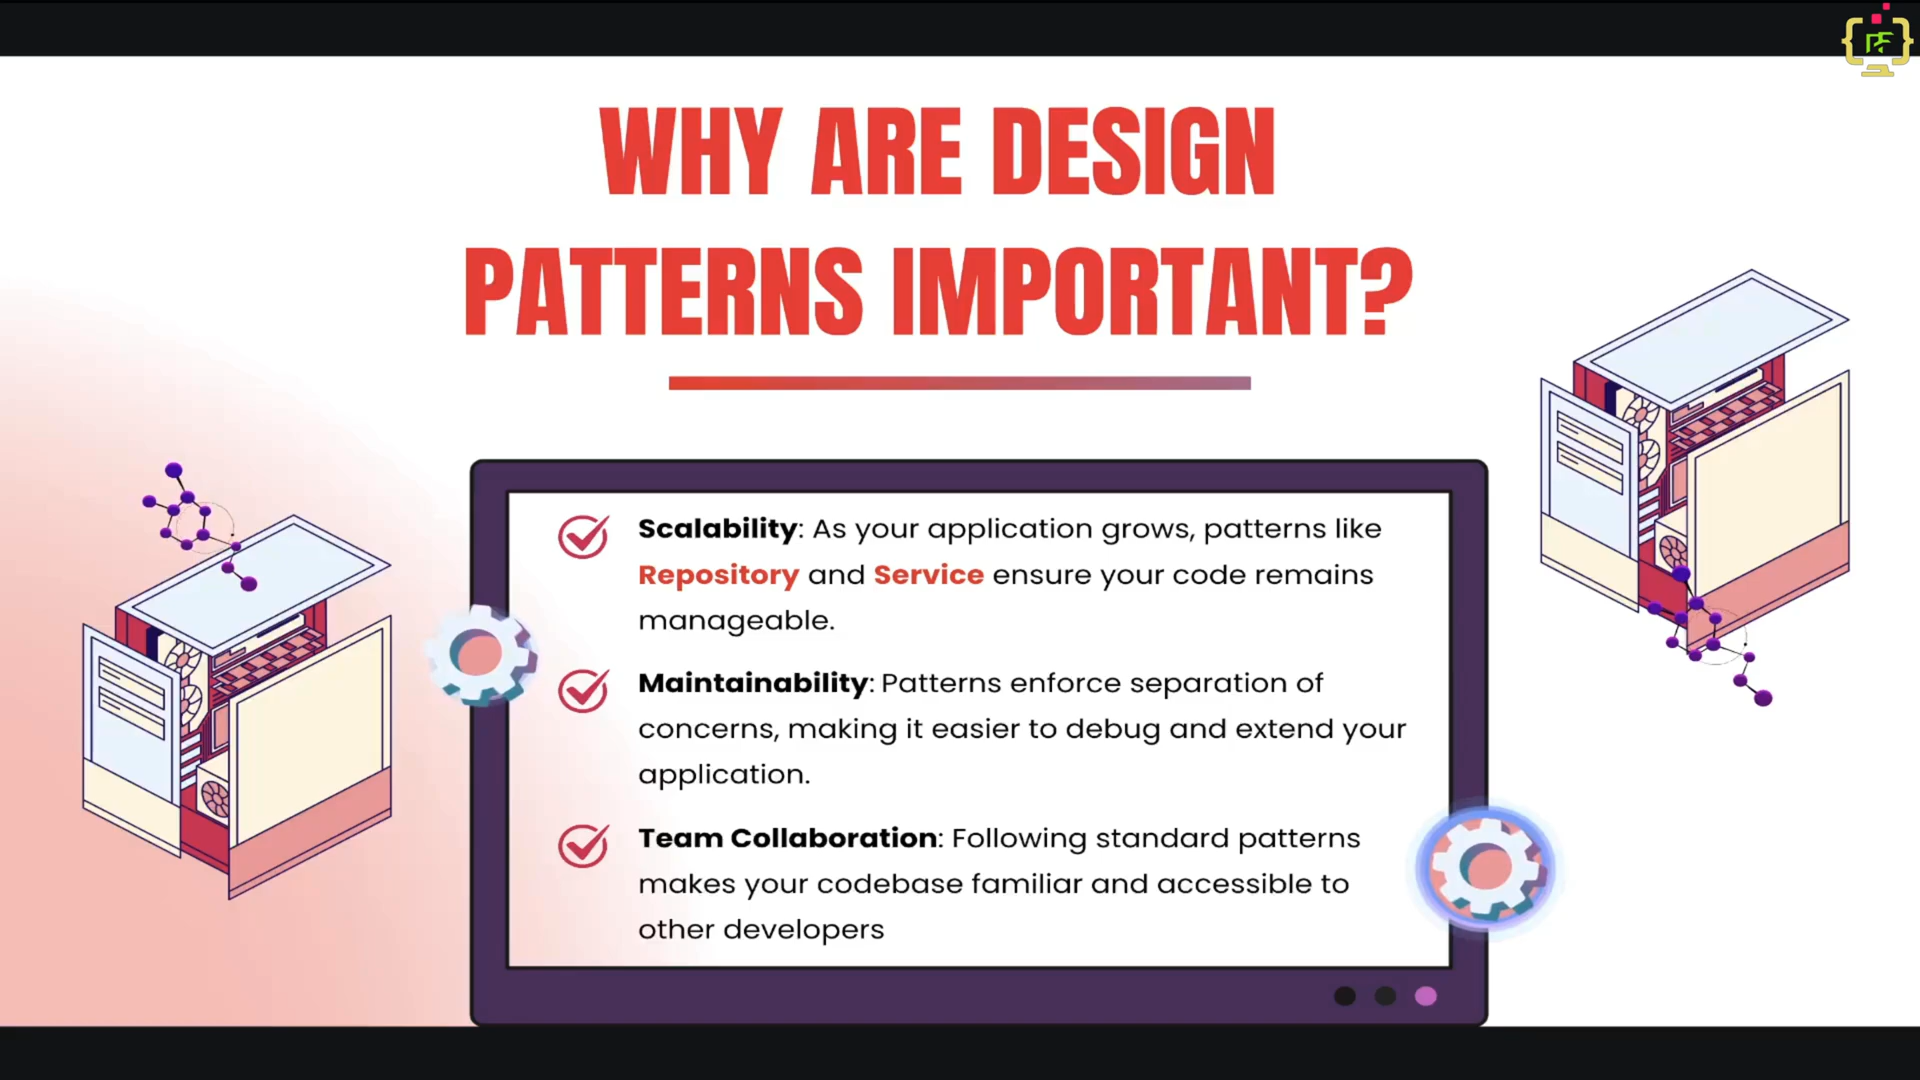 WHY ARE DESIGN
PATTERNS IMPORTANT?
Scalability: As your application grows, patterns like
Repository and Service ensure your code remains
manageable.
Maintainability: Patterns enforce separation of
concerns, making it easier to debug and extend your
application.
Team Collaboration: Following standard patterns
makes your codebase familiar and accessible to
other developers